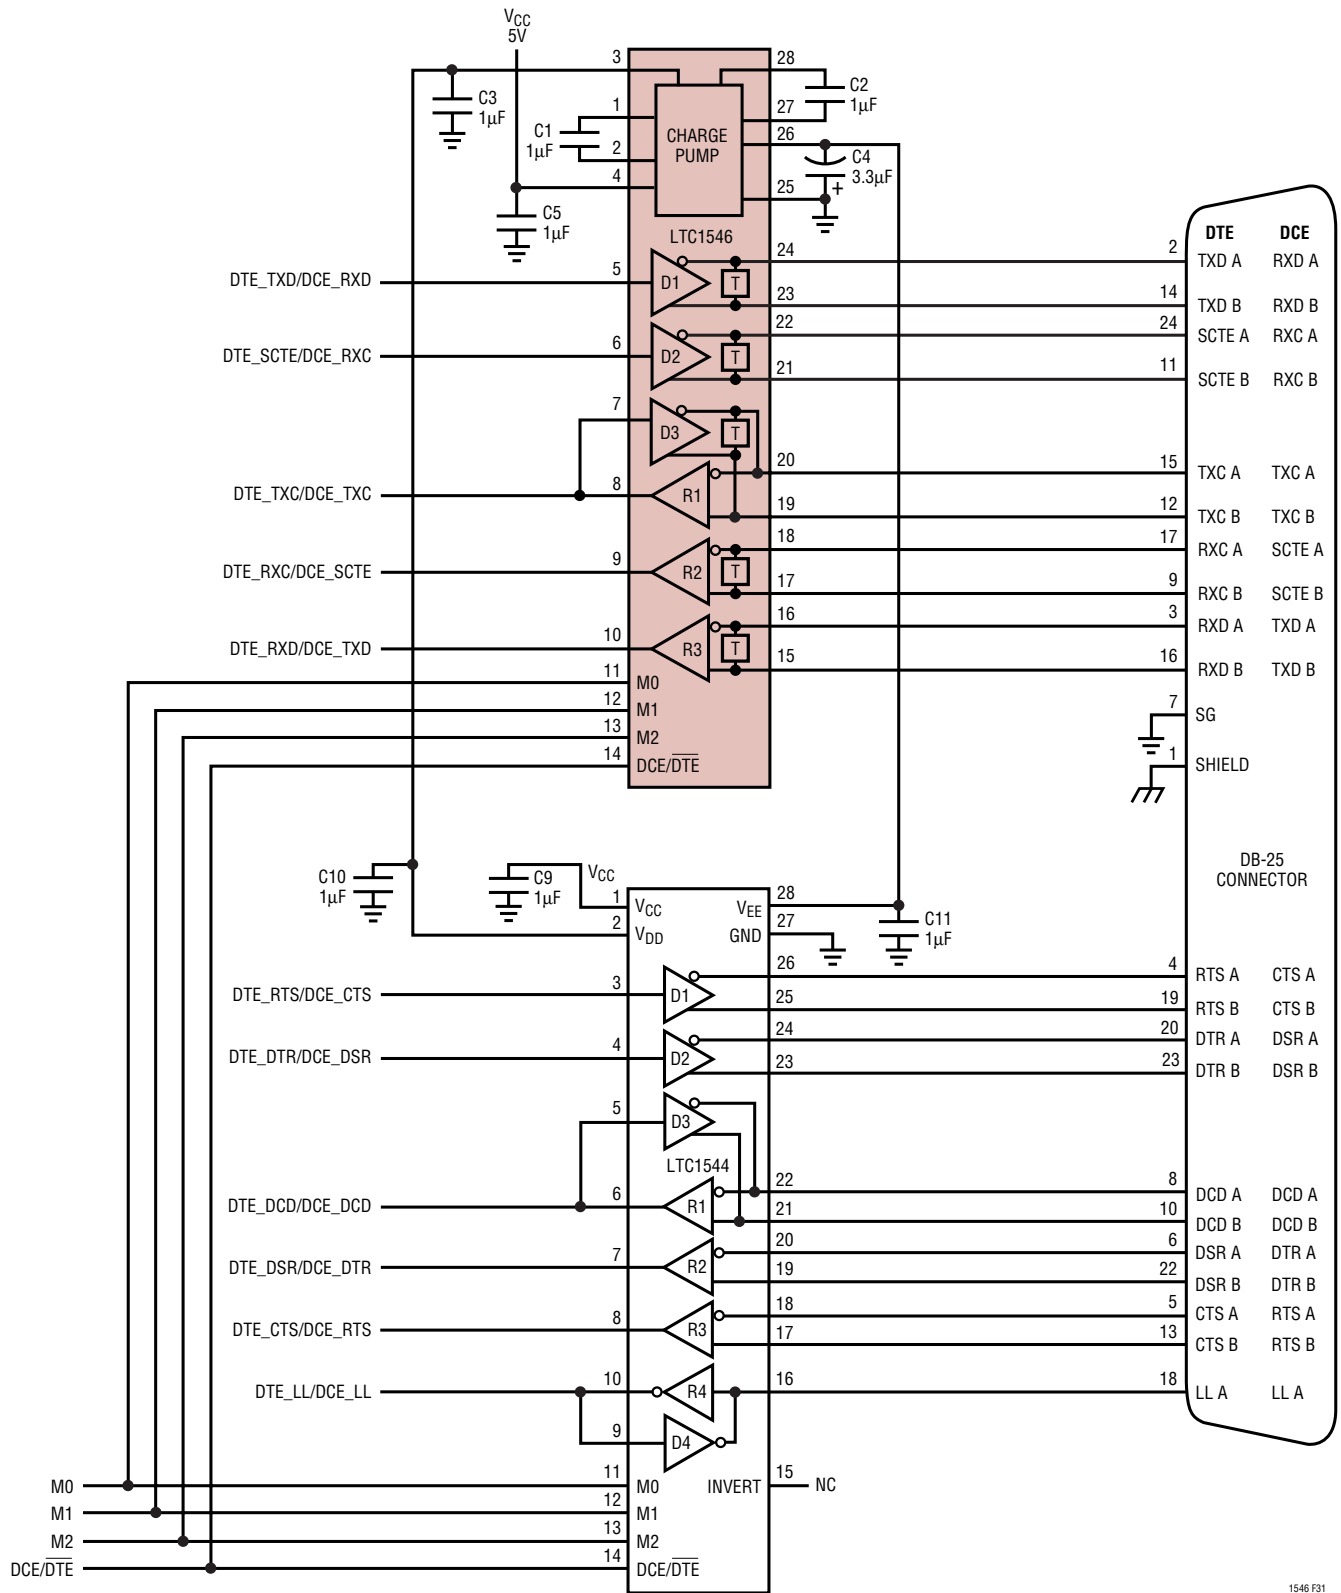 VCC
5V
3
28
C3
1µF
C2
1µF
1
27
C1
1µF
CHARGE
PUMP
26
2
C4
3.3µF
+
4
25
C5
1µF
LTC1546
DTE DCE
24
2
TXD A RXD A
DTE_TXD/DCE_RXD
5
D1
T
23
14
TXD B RXD B
22
24
SCTE A RXC A
DTE_SCTE/DCE_RXC
6
D2
T
21
11
SCTE B RXC B
7
D3
T
20
15
TXC A TXC A
DTE_TXC/DCE_TXC
8
R1
19
12
TXC B TXC B
18
17
RXC A SCTE A
DTE_RXC/DCE_SCTE
9
R2
T
17
9
RXC B SCTE B
16
3
RXD A TXD A
DTE_RXD/DCE_TXD
10
R3
T
15
16
RXD B TXD B
11
M0
12
M1
7
SG
13
M2
14
DCE/DTE
1
SHIELD
DB-25
CONNECTOR
C10
1µF
C9
1µF
VCC
1
VCC
VEE
28
2
VDD
GND
27
C11
1µF
26
4
RTS A CTS A
DTE_RTS/DCE_CTS
3
D1
25
19
RTS B CTS B
24
20
DTR A DSR A
DTE_DTR/DCE_DSR
4
D2
23
23
DTR B DSR B
5
D3
LTC1544
22
8
DCD A DCD A
DTE_DCD/DCE_DCD
6
R1
21
10
DCD B DCD B
20
6
DSR A DTR A
DTE_DSR/DCE_DTR
7
R2
19
22
DSR B DTR B
18
5
CTS A RTS A
DTE_CTS/DCE_RTS
8
R3
17
13
CTS B RTS B
DTE_LL/DCE_LL
10
R4
16
18
LL A LL A
9
D4
M0
11
M0
INVERT
15
NC
M1
12
M1
M2
13
M2
DCE/DTE
14
DCE/DTE
1546 F31